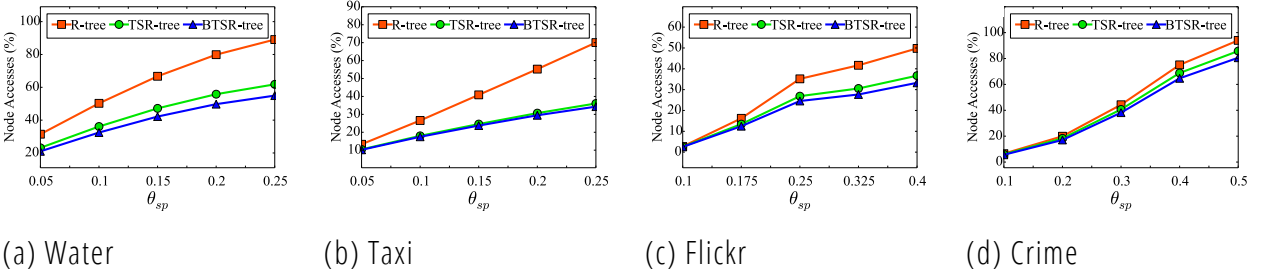 R-tree TSR-tree BTSR-tree
Node Accesses (%)
100
80
60
40
20
0.05 0.1 0.15 0.2 0.25
θsp
(a) Water
R-tree TSR-tree BTSR-tree
Node Accesses (%)
90
80
70
60
50
40
30
20
10
0.05 0.1 0.15 0.2 0.25
θsp
(b) Taxi
R-tree TSR-tree BTSR-tree
Node Accesses (%)
60
50
40
30
20
10
0
0.1 0.175 0.25 0.325 0.4
θsp
(c) Flickr
R-tree TSR-tree BTSR-tree
Node Accesses (%)
100
80
60
40
20
0
0.1 0.2 0.3 0.4 0.5
θsp
(d) Crime